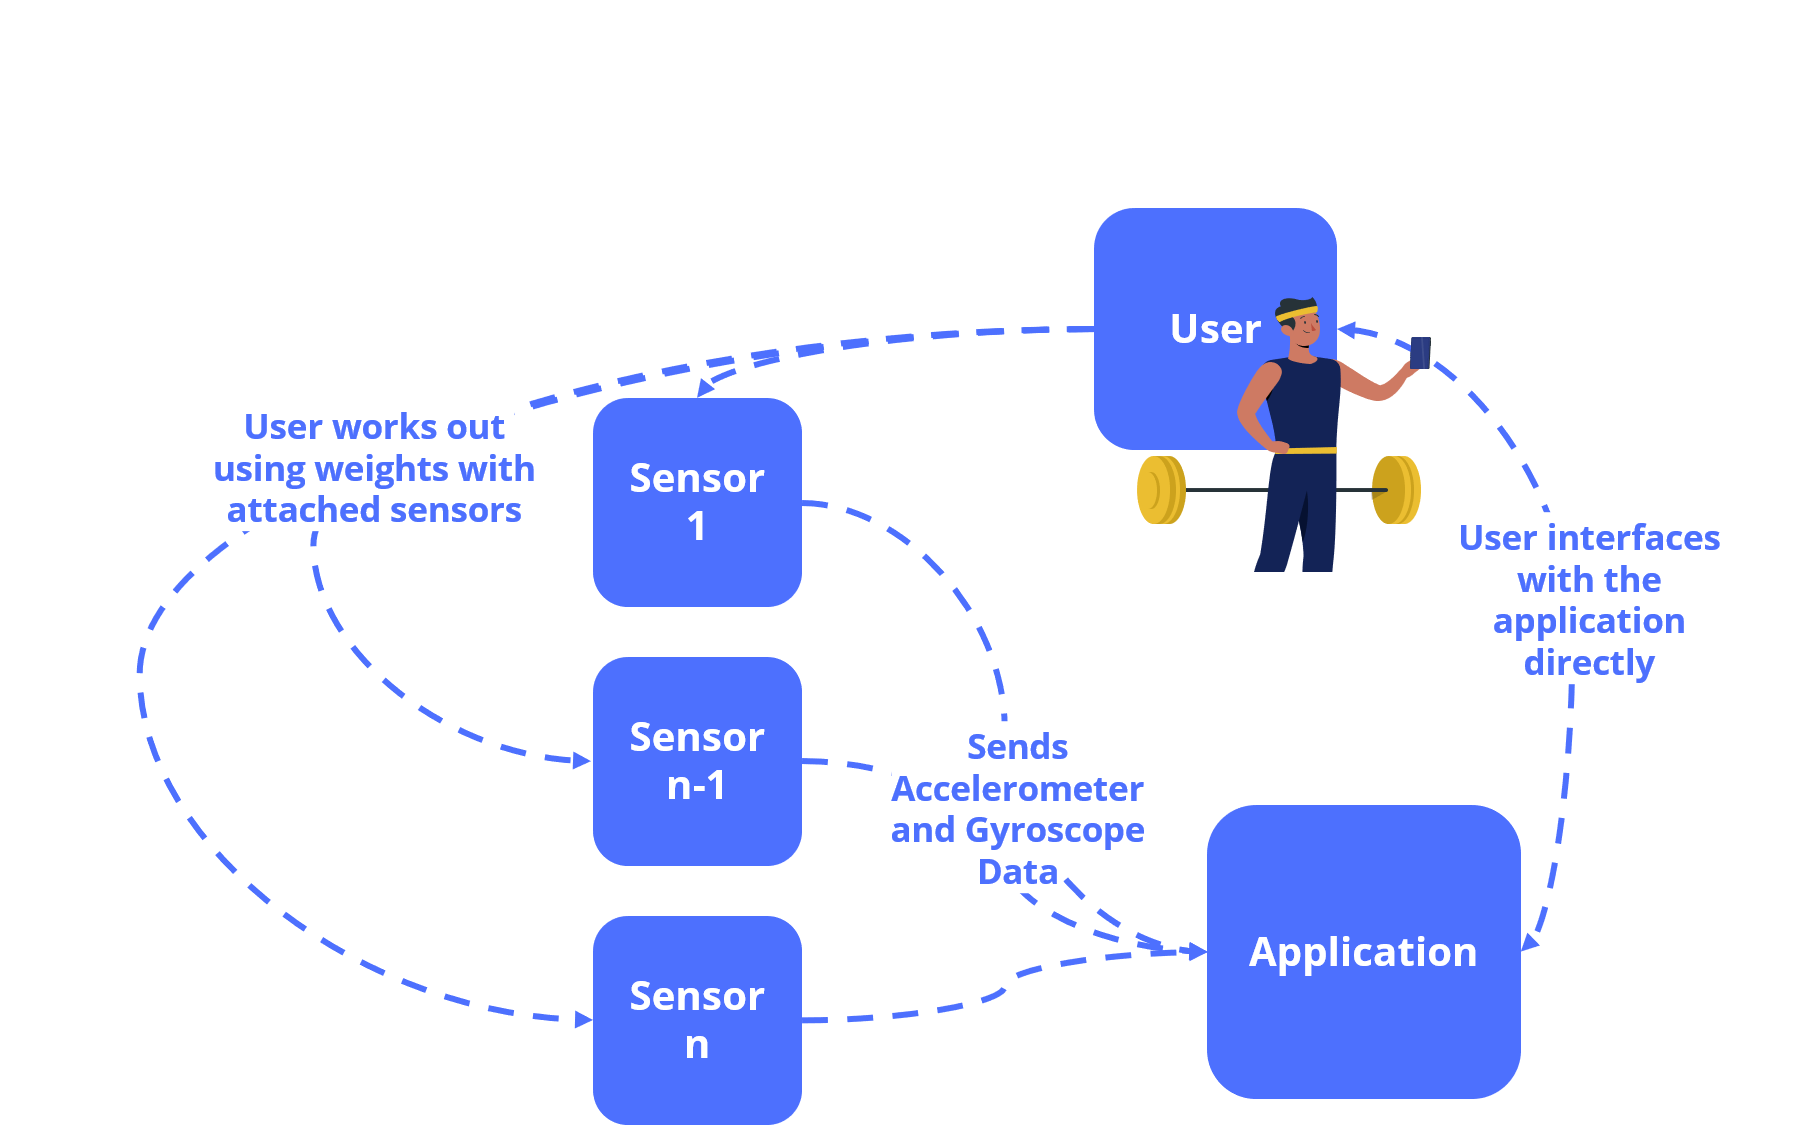 User
User works out
using weights with
attached sensors
Sensor
1
User interfaces
with the
application
directly
Sensor
n-1
Sends
Accelerometer
and Gyroscope
Data
Application
Sensor
n